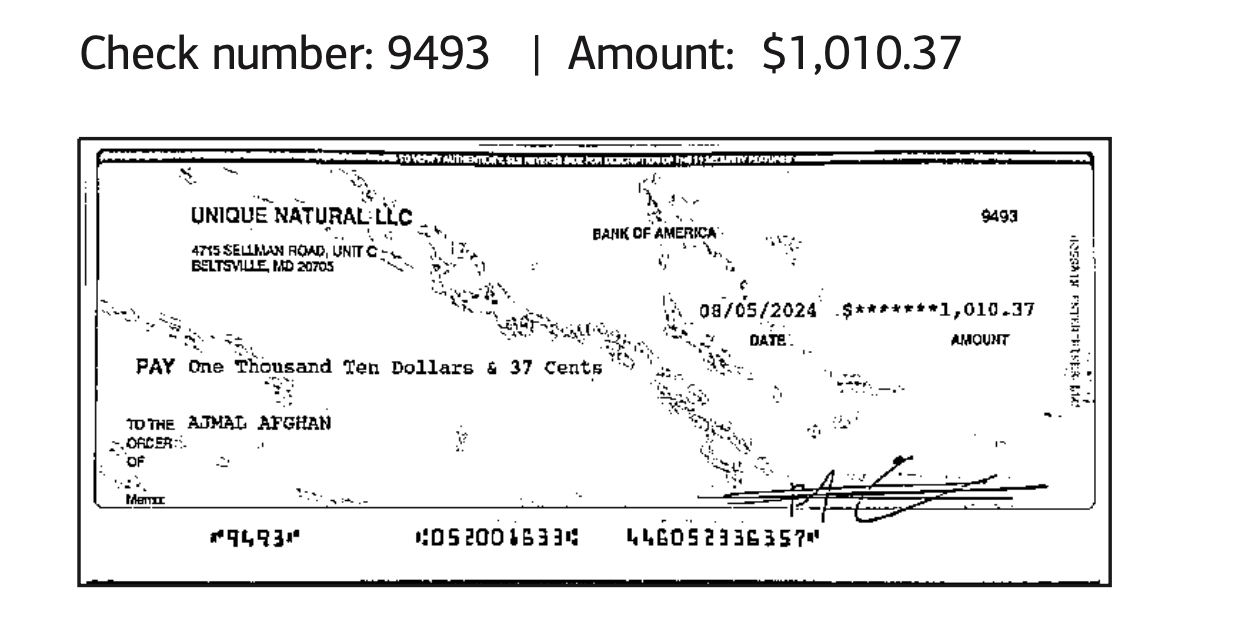 Check number: 9493 | Amount: $1,010.37
TO VERIFY AUTHENTICITY, SEE REVERSE SIDE FOR DESCRIPTION OF THE 11 SECURITY FEATURES
UNIQUE NATURAL LLC
9493
BANK OF AMERICA
4715 SELLMAN ROAD, UNIT C
BELTSVILLE, MD 20705
08/05/2024 $*******1,010.37
DATE AMOUNT
PAY One Thousand Ten Dollars & 37 Cents
TO THE AJMAL AFGHAN
ORDER
OF
Memo:
⑈9493⑈ ⑆052001633⑆ 446052336357⑈